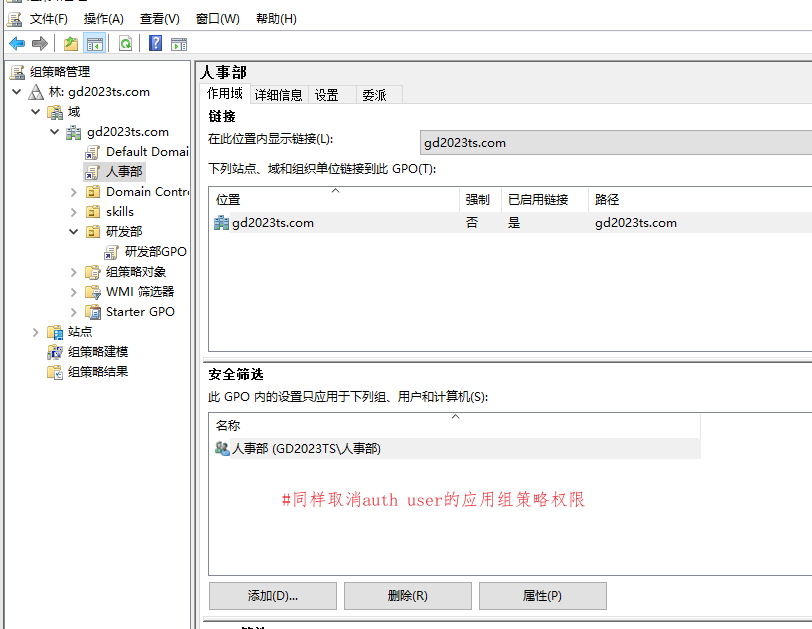 文件(F) 操作(A) 查看(V) 窗口(W) 帮助(H)
组策略管理
林: gd2023ts.com
域
gd2023ts.com
Default Domai
人事部
Domain Contr
skills
研发部
研发部GPO
组策略对象
WMI 筛选器
Starter GPO
站点
组策略建模
组策略结果
人事部
作用域 详细信息 设置 委派
链接
在此位置内显示链接(L): gd2023ts.com
下列站点、域和组织单位链接到此 GPO(T):
位置 强制 已启用链接 路径
gd2023ts.com 否 是 gd2023ts.com
安全筛选
此 GPO 内的设置只应用于下列组、用户和计算机(S):
名称
人事部 (GD2023TS\人事部)
#同样取消auth user的应用组策略权限
添加(D)... 删除(R) 属性(P)